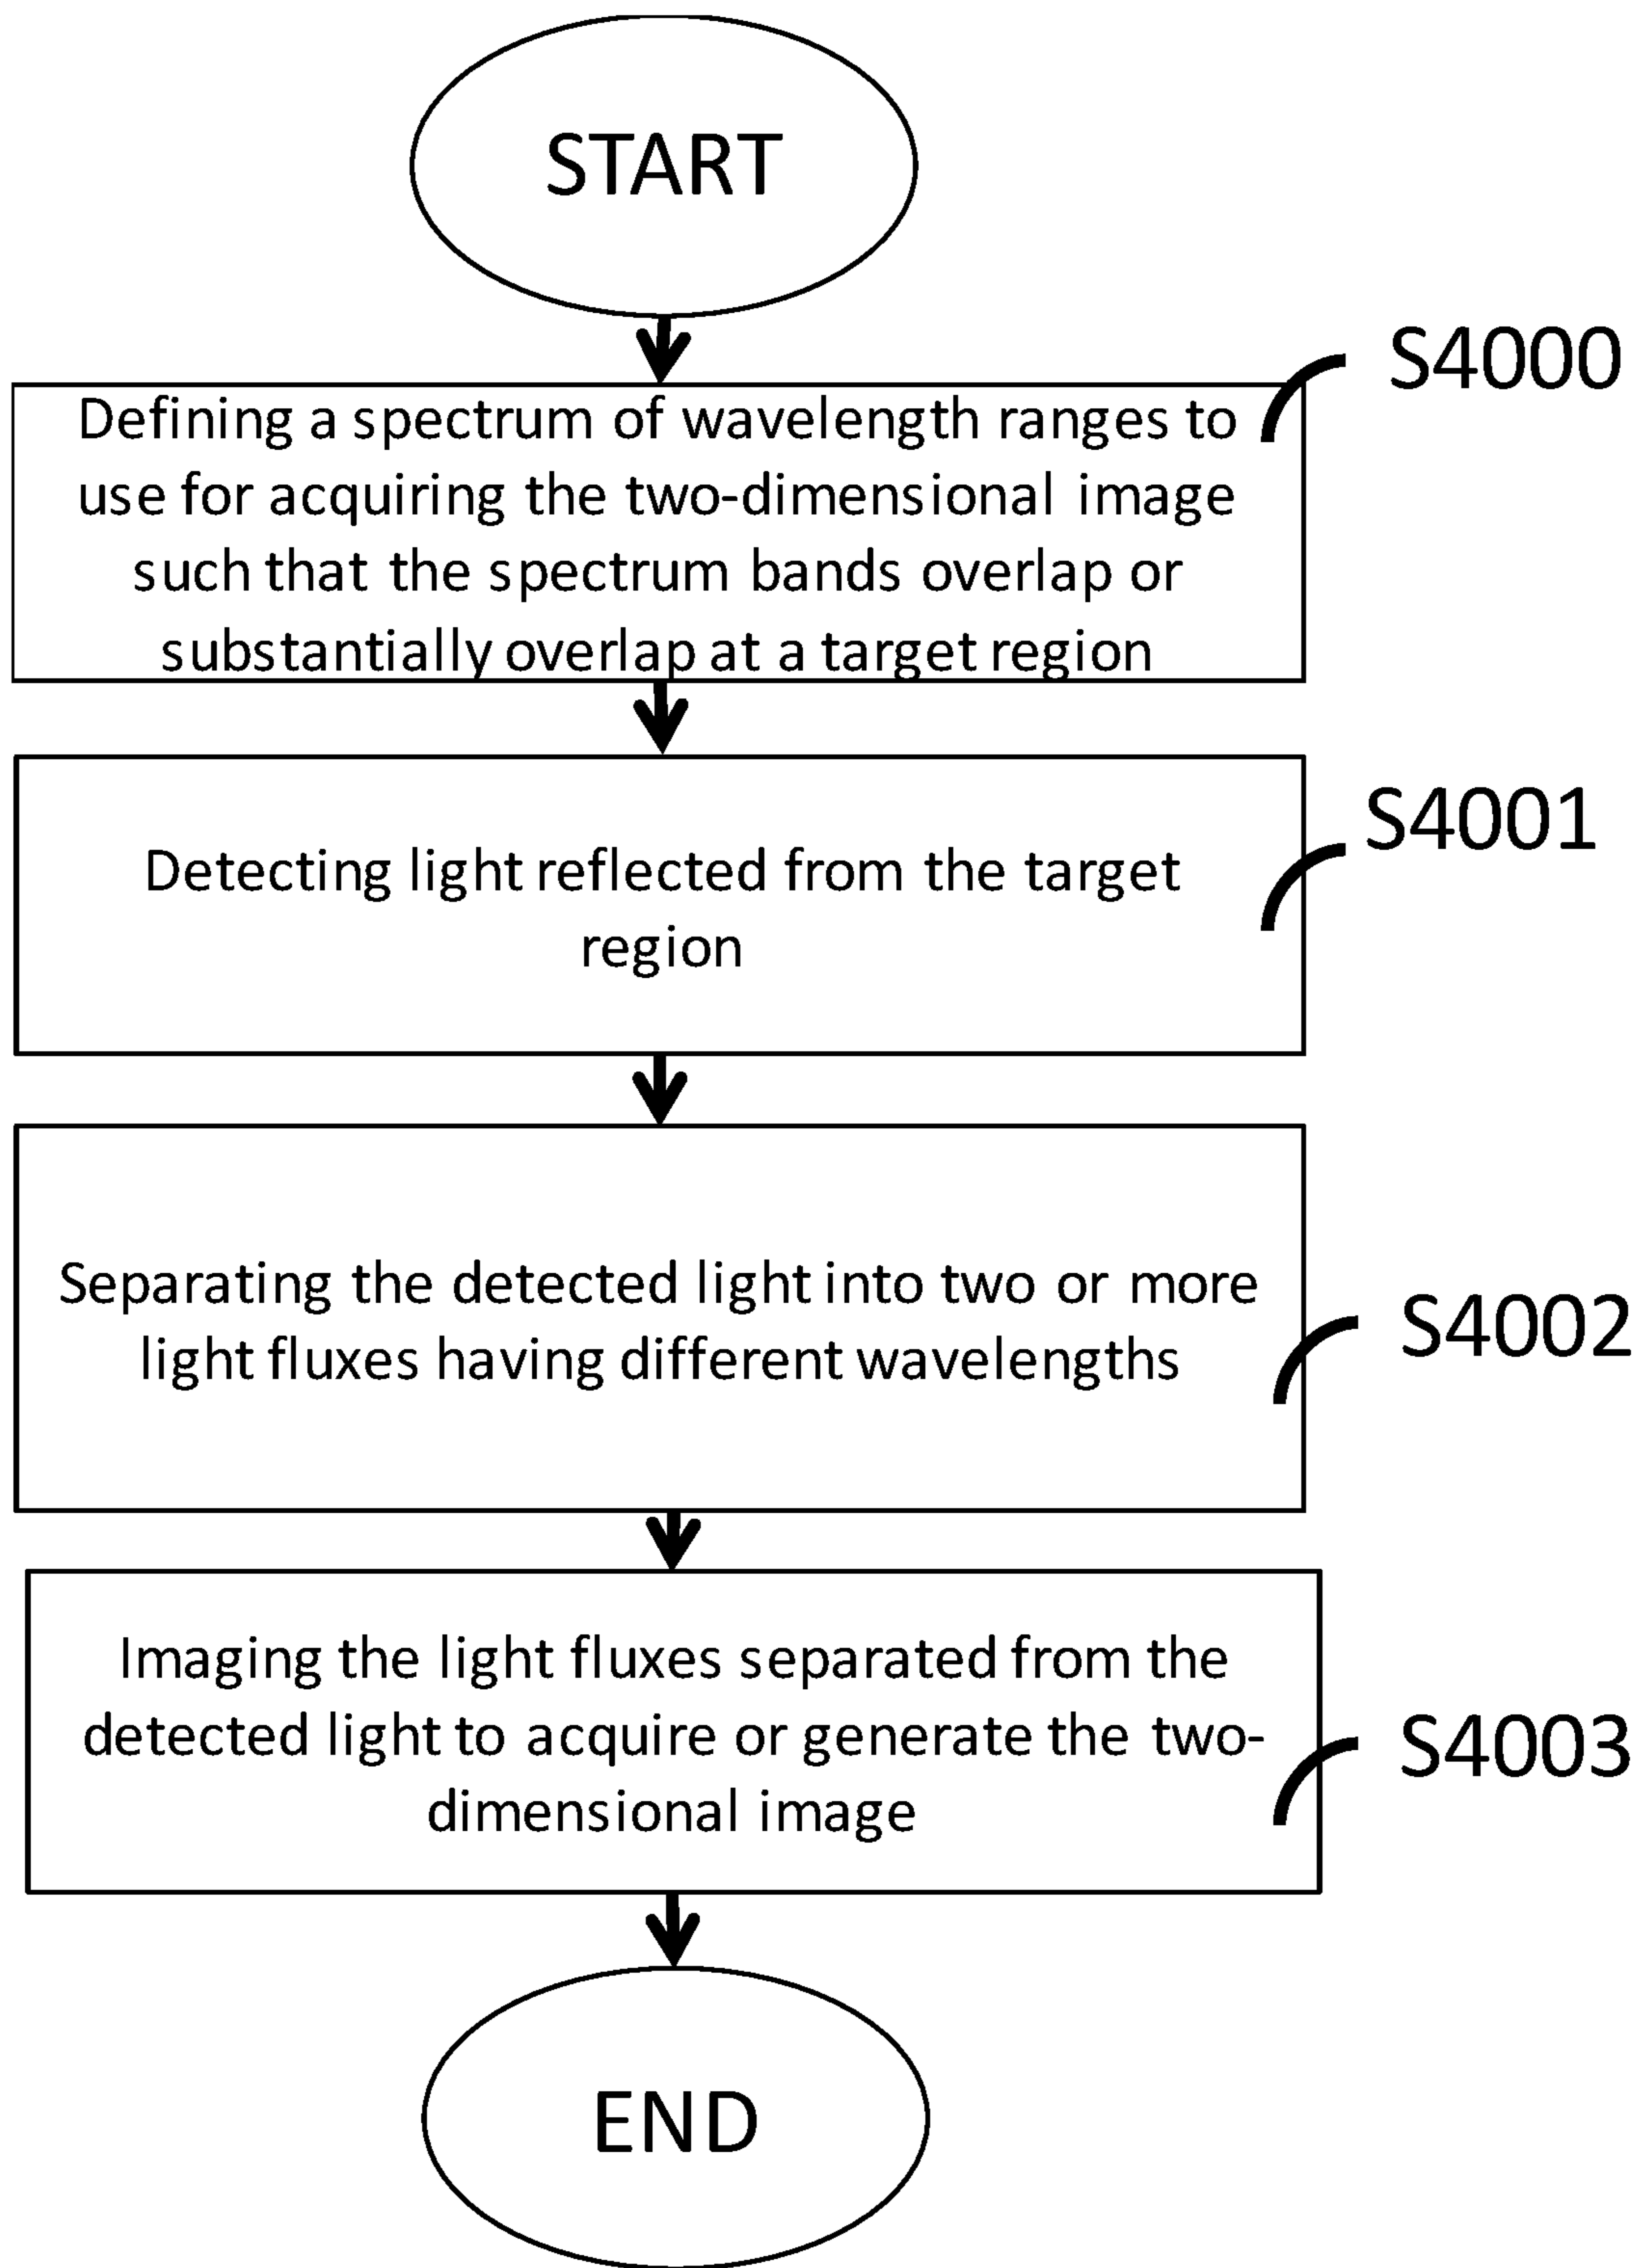 START
S4000
Defining a spectrum of wavelength ranges to
use for acquiring the two-dimensional image
such that the spectrum bands overlap or
substantially overlap at a target region
S4001
Detecting light reflected from the target
region
Separating the detected light into two or more
light fluxes having different wavelengths
S4002
Imaging the light fluxes separated from the
detected light to acquire or generate the two-
dimensional image
S4003
END